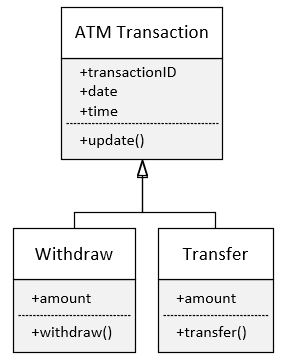 ATM Transaction
+transactionID
+date
+time
+update()
Withdraw
+amount
+withdraw()
Transfer
+amount
+transfer()